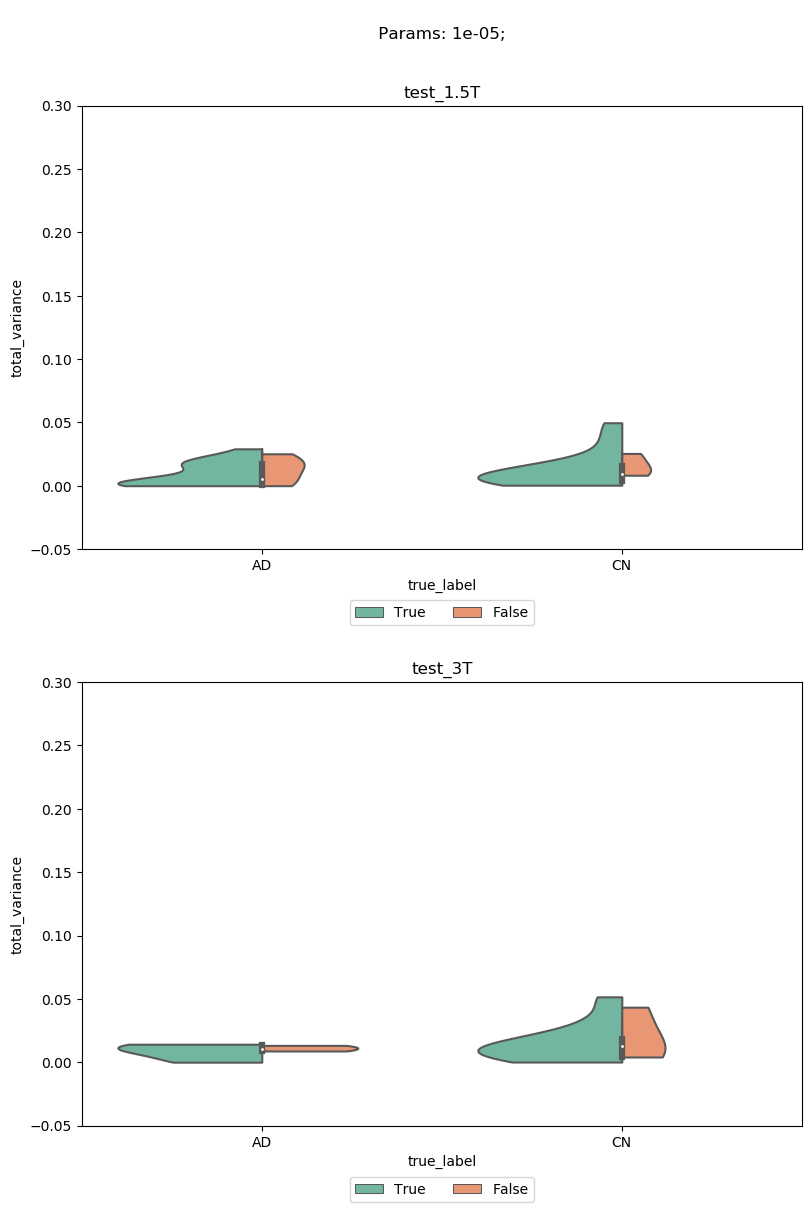 Params: 1e-05;
test_1.5T
0.30
0.25
0.20
0.15
0.10
0.05
0.00
−0.05
total_variance
AD CN
true_label
True False
test_3T
0.30
0.25
0.20
0.15
0.10
0.05
0.00
−0.05
total_variance
AD CN
true_label
True False